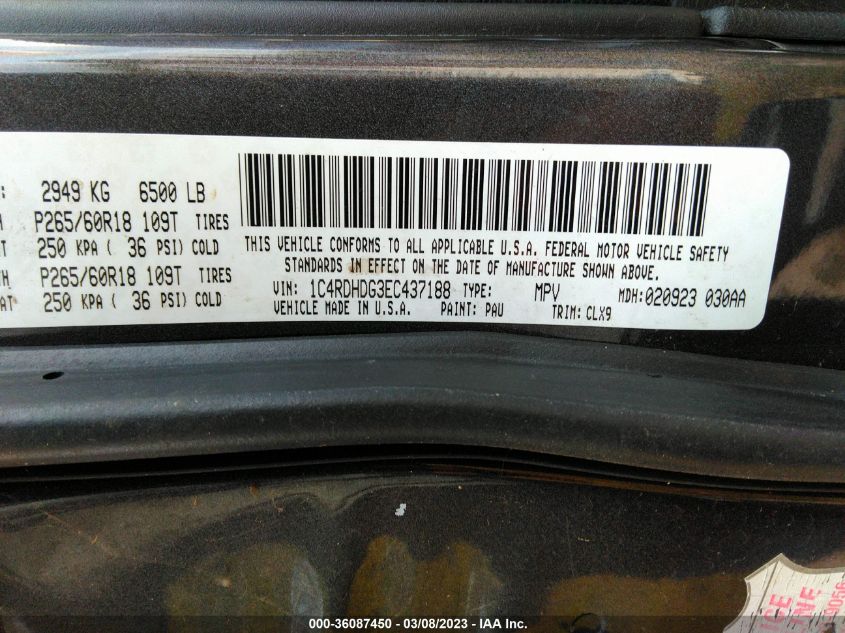 : 2949 KG 6500 LB
P265/60R18 109T TIRES
250 KPA ( 36 PSI) COLD
P265/60R18 109T TIRES
250 KPA ( 36 PSI) COLD
THIS VEHICLE CONFORMS TO ALL APPLICABLE U.S.A. FEDERAL MOTOR VEHICLE SAFETY
STANDARDS IN EFFECT ON THE DATE OF MANUFACTURE SHOWN ABOVE.
VIN: 1C4RDHDG3EC437188 TYPE: MPV MDH:020923 030AA
VEHICLE MADE IN U.S.A. PAINT: PAU TRIM: CLX9
000-36087450 - 03/08/2023 - IAA Inc.